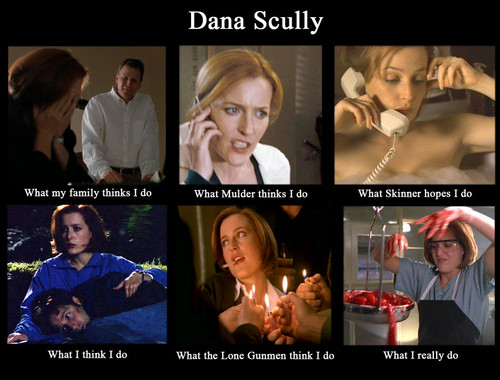 Dana Scully
What my family thinks I do
What Mulder thinks I do
What Skinner hopes I do
What I think I do
What the Lone Gunmen think I do
What I really do